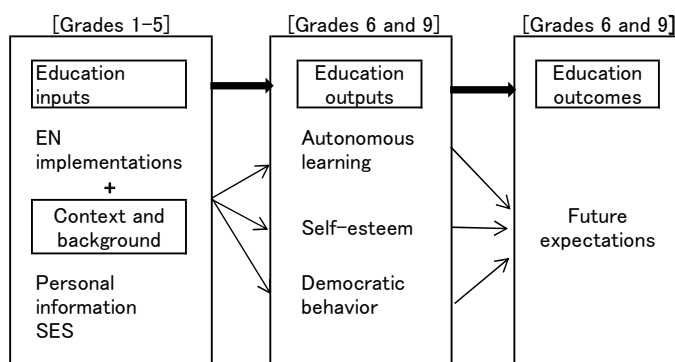 [Grades 1-5]
Education
inputs
EN
implementations
+
Context and
background
Personal
information
SES
[Grades 6 and 9]
Education
outputs
Autonomous
learning
Self-esteem
Democratic
behavior
[Grades 6 and 9]
Education
outcomes
Future
expectations